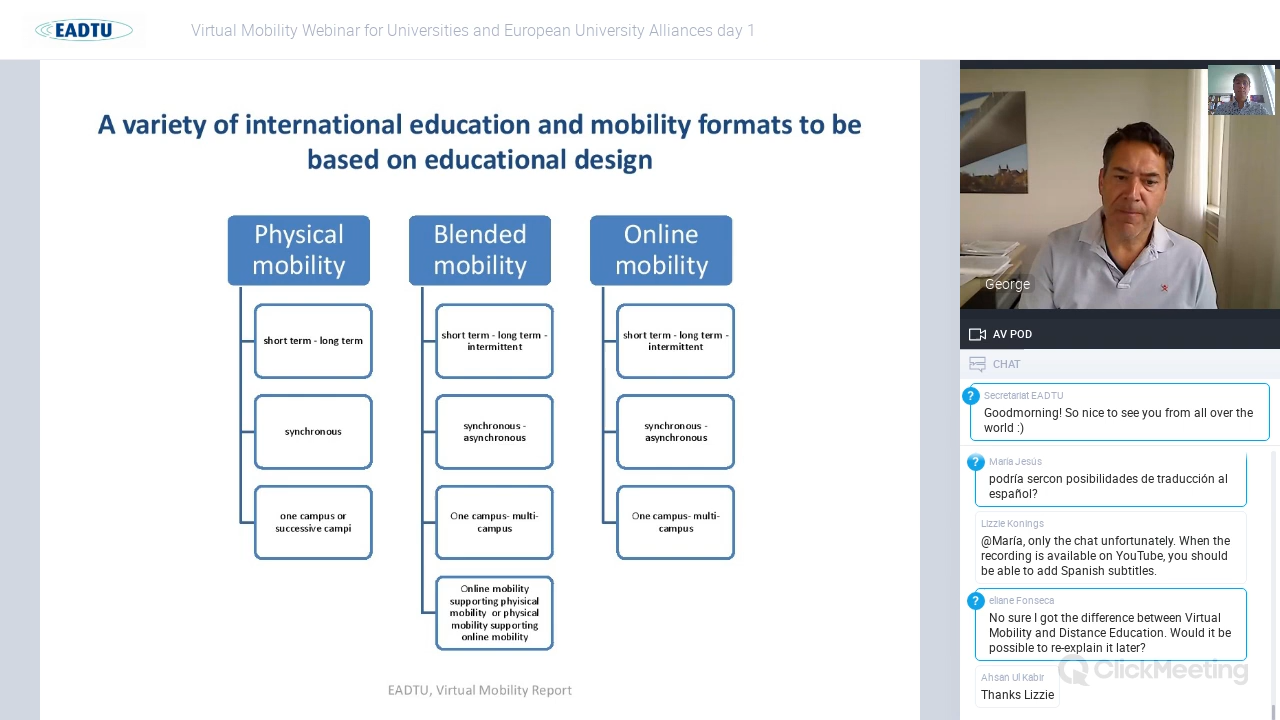 EADTU
Virtual Mobility Webinar for Universities and European University Alliances day 1
A variety of international education and mobility formats to be
based on educational design
Physical
mobility
short term - long term
synchronous
one campus or
successive campi
Blended
mobility
short term - long term -
intermittent
synchronous -
asynchronous
One campus- multi-
campus
Online mobility
supporting phyisical
mobility or physical
mobility supporting
online mobility
Online
mobility
short term - long term -
intermittent
synchronous -
asynchronous
One campus- multi-
campus
EADTU, Virtual Mobility Report
George
AV POD
CHAT
?
Secretariat EADTU
Goodmorning! So nice to see you from all over the
world :)
?
Maria Jesús
podría sercon posibilidades de traducción al
español?
Lizzie Konings
@María, only the chat unfortunately. When the
recording is available on YouTube, you should
be able to add Spanish subtitles.
?
eliane Fonseca
No sure I got the difference between Virtual
Mobility and Distance Education. Would it be
possible to re-explain it later?
ClickMeeting
Ahsan Ul Kabir
Thanks Lizzie